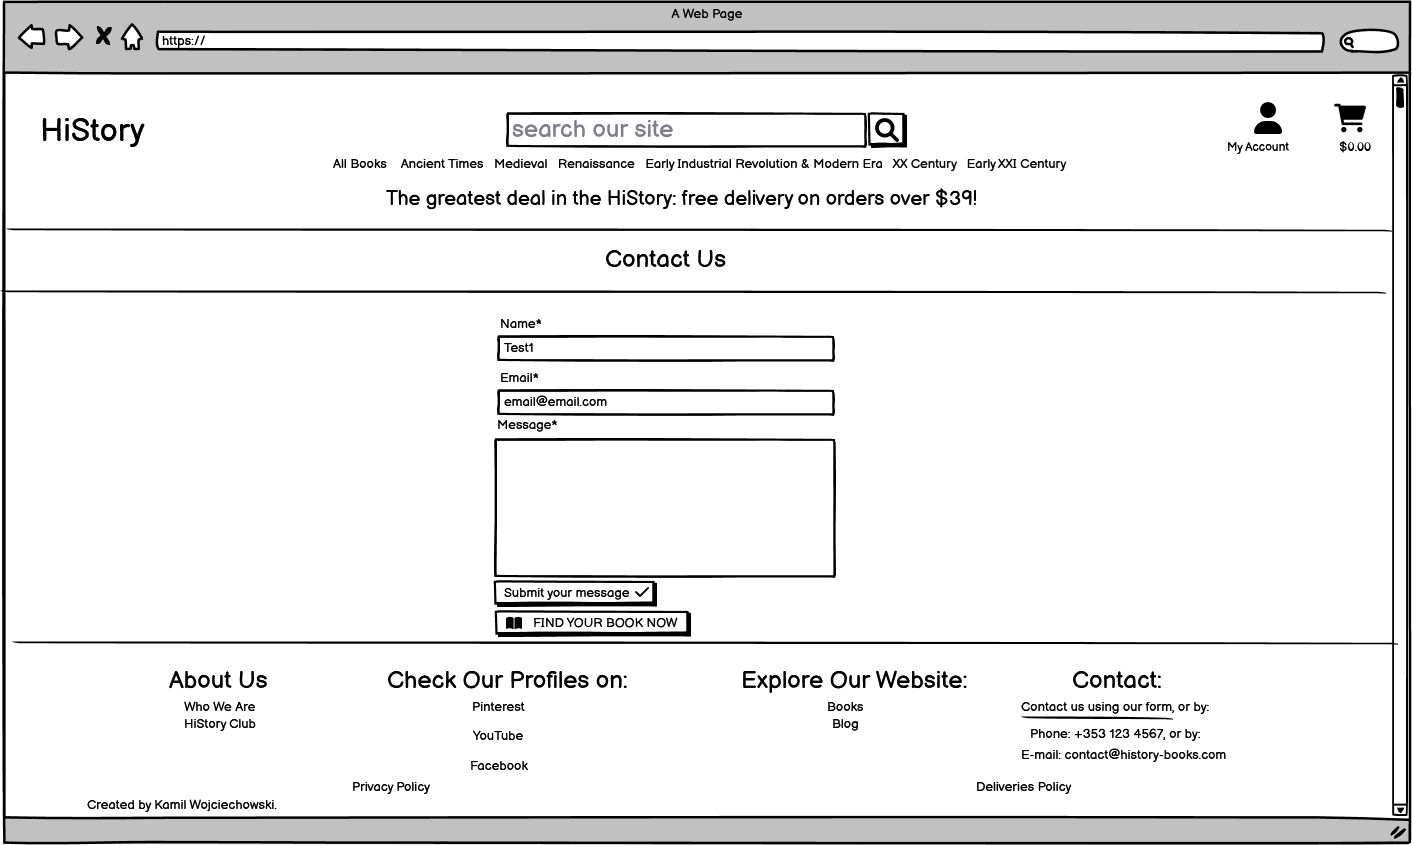 A Web Page
https://
HiStory
search our site
My Account
$0.00
All Books Ancient Times Medieval Renaissance Early Industrial Revolution & Modern Era XX Century Early XXI Century
The greatest deal in the HiStory: free delivery on orders over $39!
Contact Us
Name*
Test1
Email*
email@email.com
Message*
Submit your message
FIND YOUR BOOK NOW
About Us
Who We Are
HiStory Club
Check Our Profiles on:
Pinterest
YouTube
Facebook
Explore Our Website:
Books
Blog
Contact:
Contact us using our form, or by:
Phone: +353 123 4567, or by:
E-mail: contact@history-books.com
Privacy Policy
Deliveries Policy
Created by Kamil Wojciechowski.